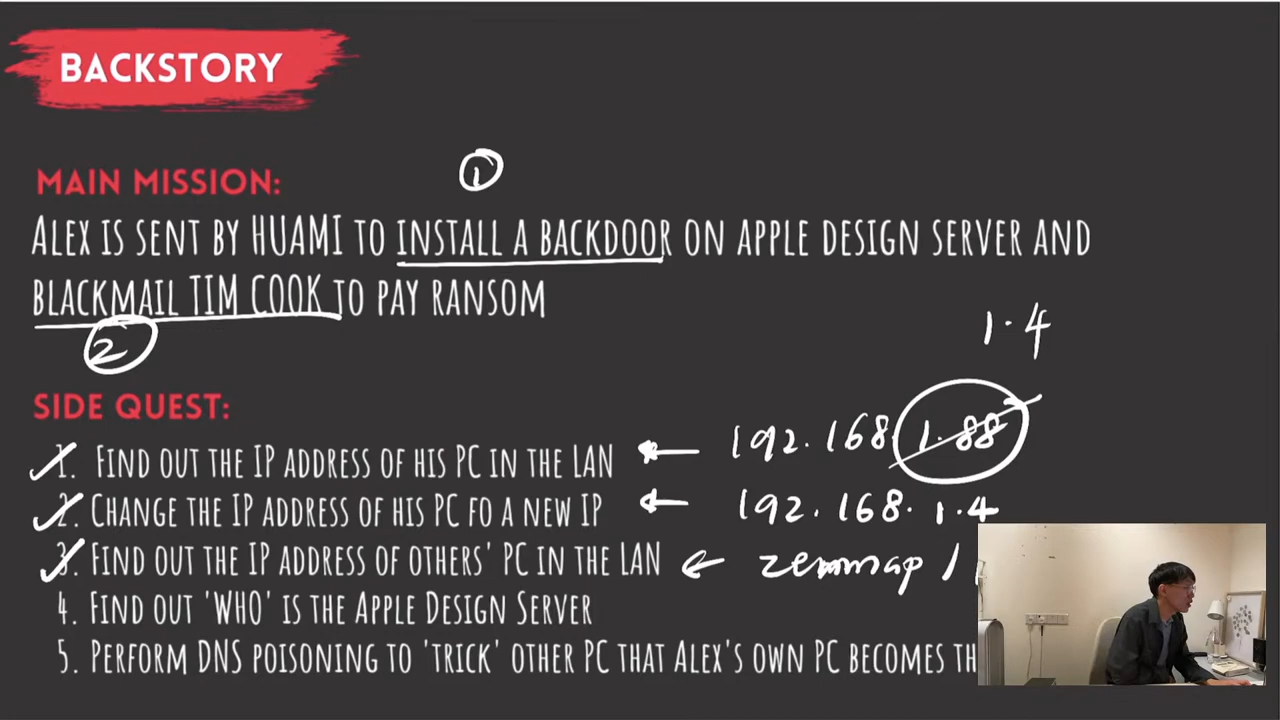 BACKSTORY
1
MAIN MISSION:
ALEX IS SENT BY HUAMI TO INSTALL A BACKDOOR ON APPLE DESIGN SERVER AND
BLACKMAIL TIM COOK TO PAY RANSOM
2
1.4
SIDE QUEST:
1. FIND OUT THE IP ADDRESS OF HIS PC IN THE LAN ← 192.168.1.88
2. CHANGE THE IP ADDRESS OF HIS PC FO A NEW IP ← 192.168.1.4
3. FIND OUT THE IP ADDRESS OF OTHERS' PC IN THE LAN ← zenmap /
4. FIND OUT 'WHO' IS THE APPLE DESIGN SERVER
5. PERFORM DNS POISONING TO 'TRICK' OTHER PC THAT ALEX'S OWN PC BECOMES TH